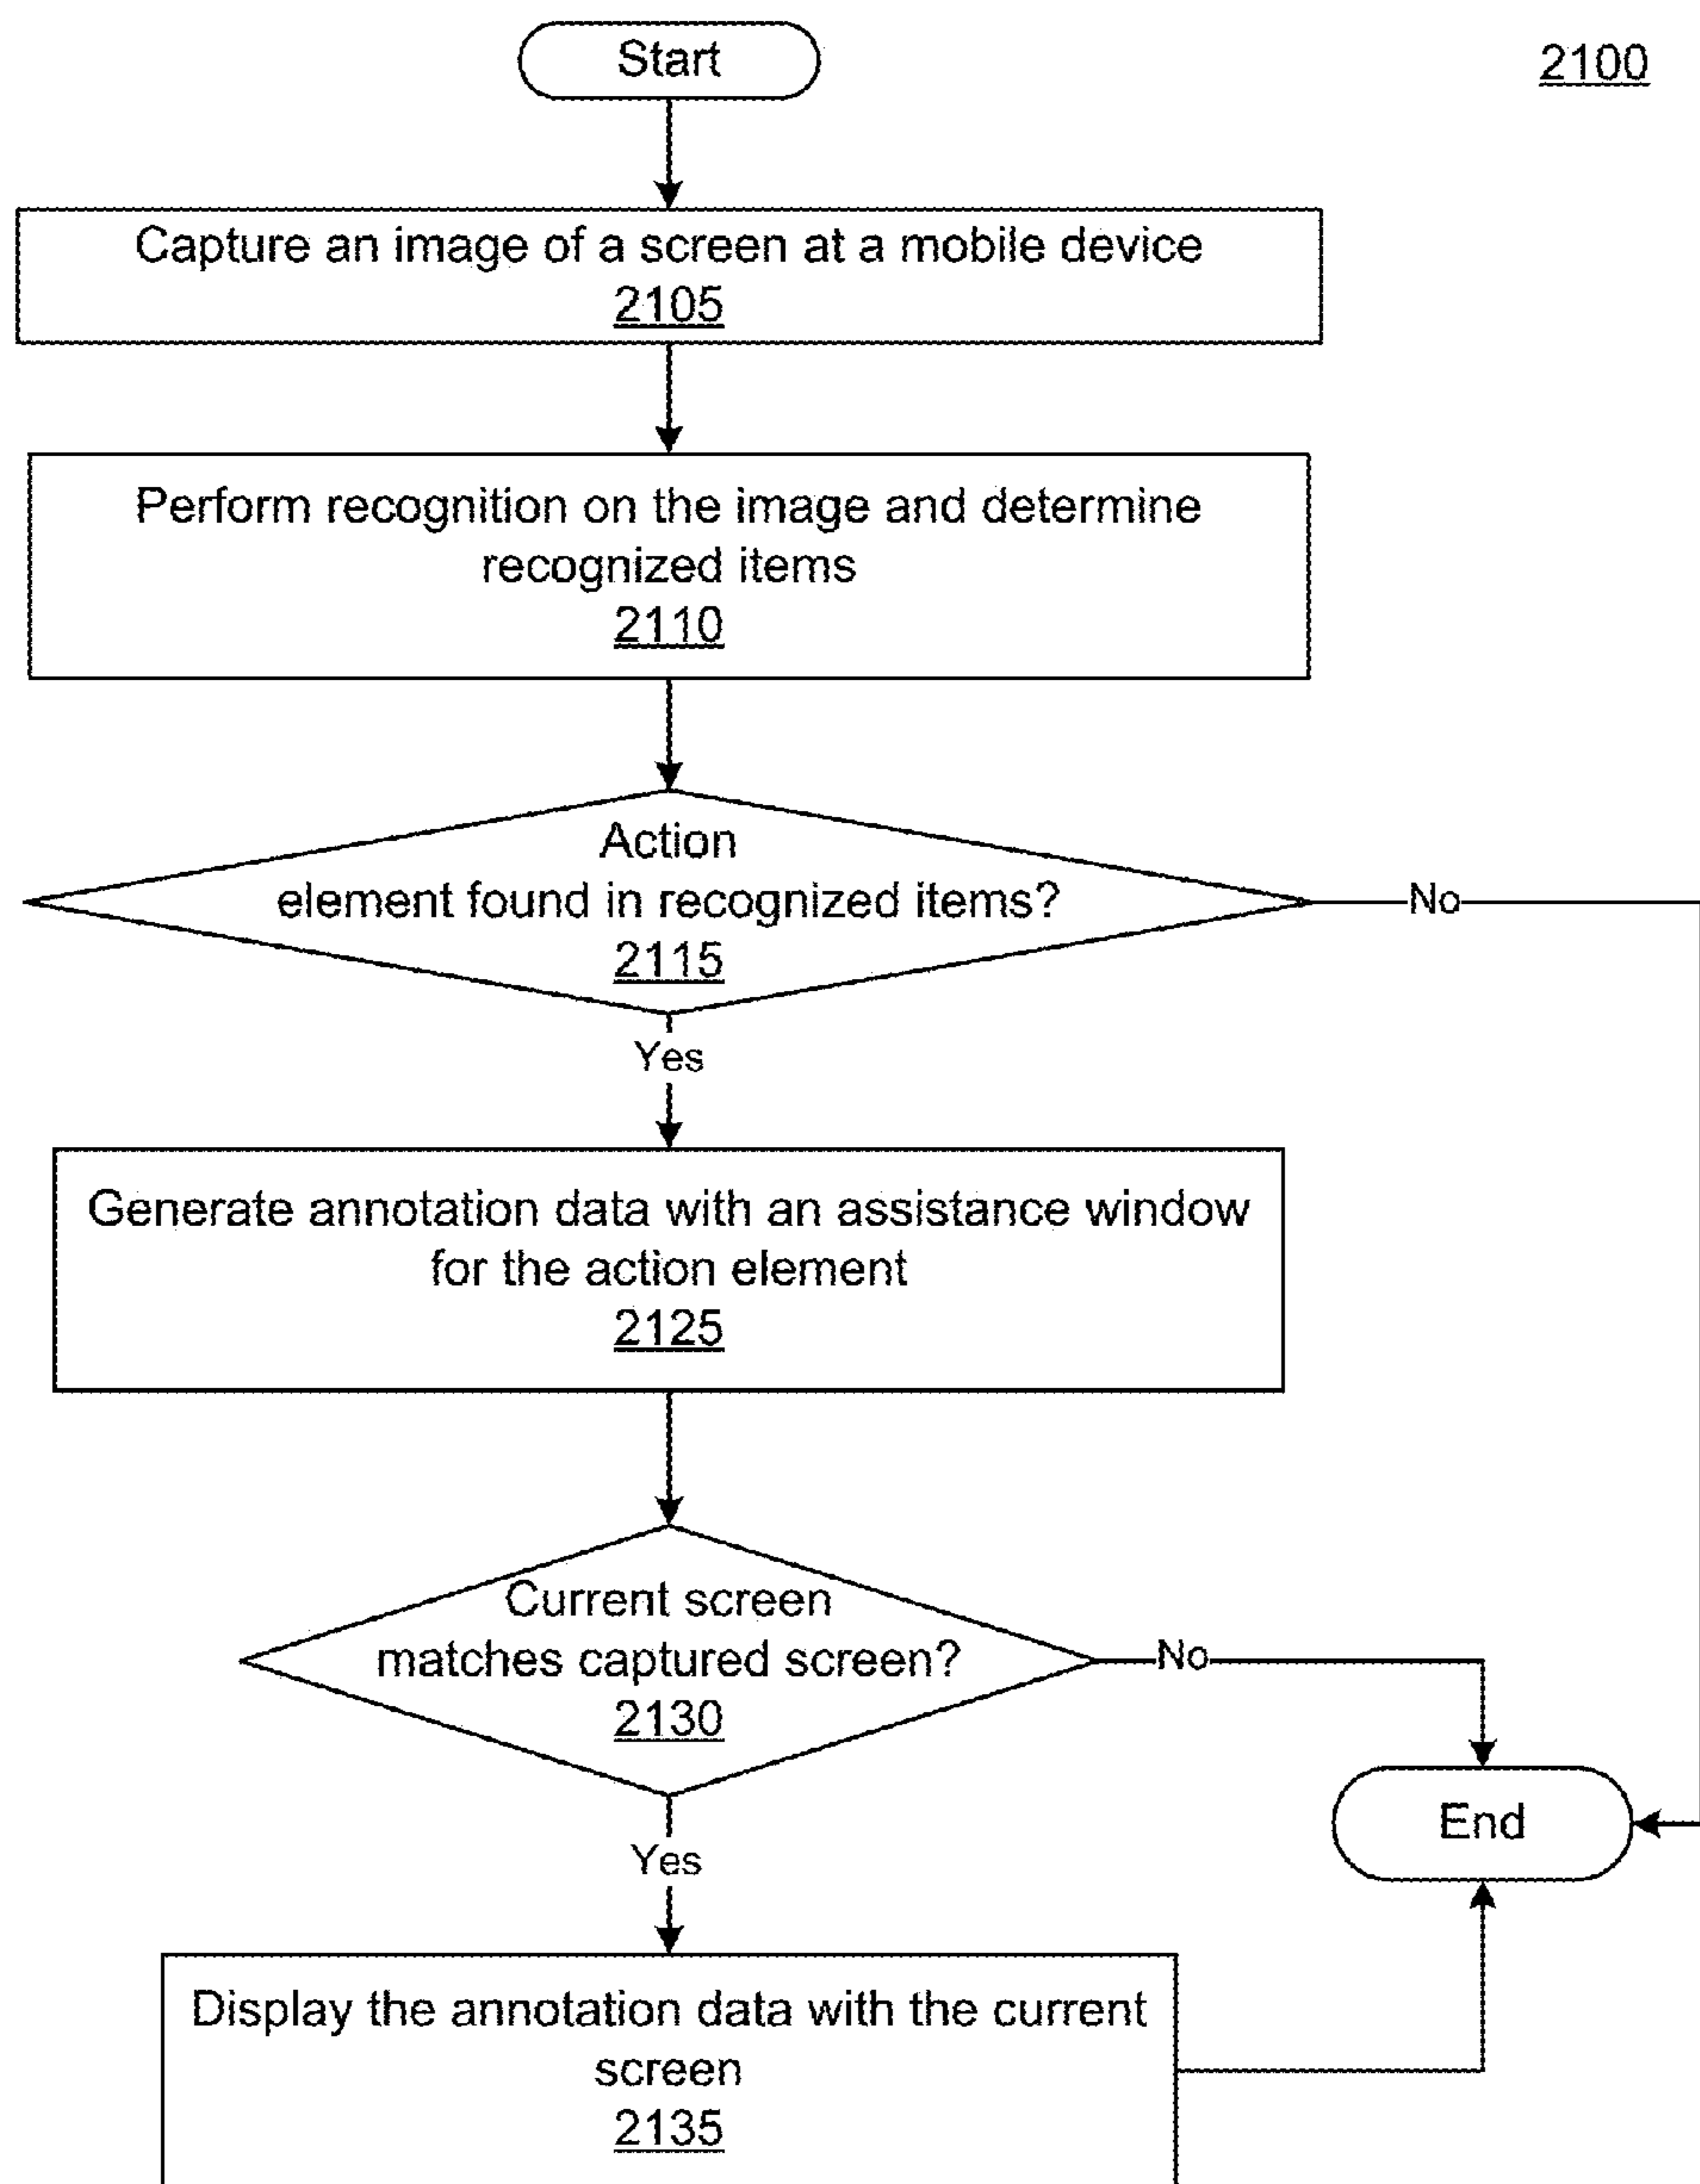 Start
2100
Capture an image of a screen at a mobile device
2105
Perform recognition on the image and determine
recognized items
2110
Action
element found in recognized items?
2115
No
Yes
Generate annotation data with an assistance window
for the action element
2125
Current screen
matches captured screen?
2130
No
End
Yes
Display the annotation data with the current
screen
2135